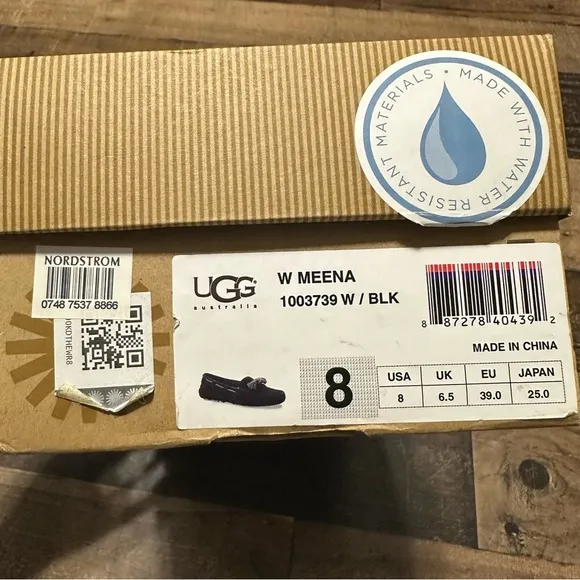 MADE WITH WATER RESISTANT MATERIALS •
NORDSTROM
0748 7537 8866
UGG
australia
W MEENA
1003739 W / BLK
8 87278 40439 2
MADE IN CHINA
8
USA UK EU JAPAN
8 6.5 39.0 25.0